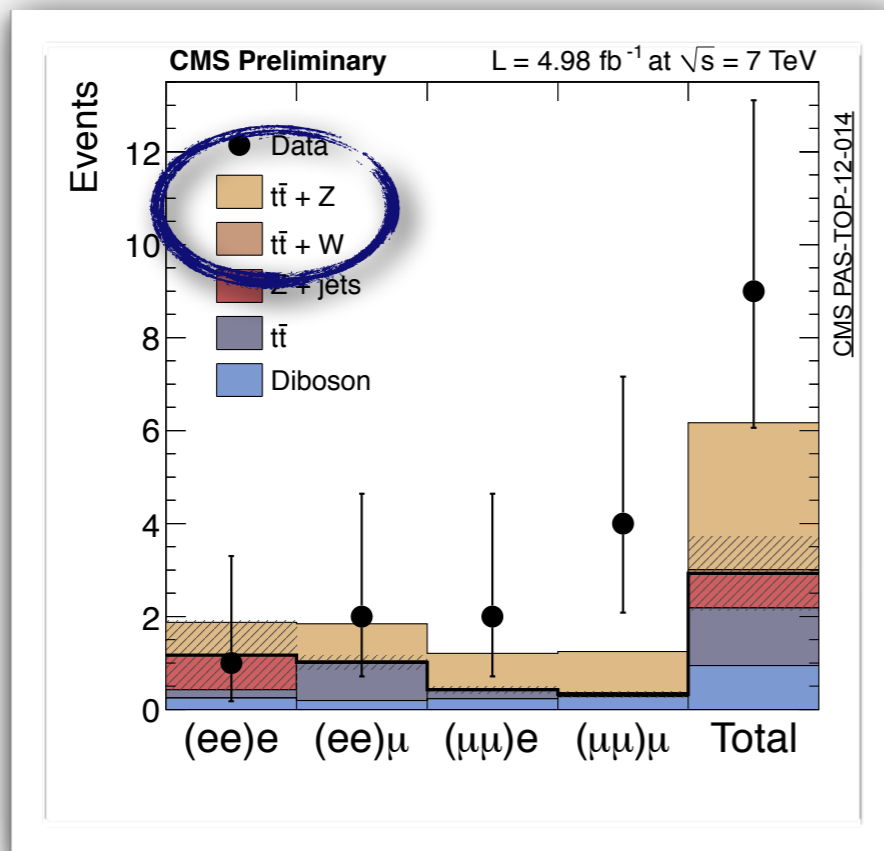 CMS Preliminary
L = 4.98 fb⁻¹ at √s = 7 TeV
Events
CMS PAS-TOP-12-014
Data
tt̄ + Z
tt̄ + W
Z + jets
tt̄
Diboson
12
10
8
6
4
2
0
(ee)e
(ee)μ
(μμ)e
(μμ)μ
Total